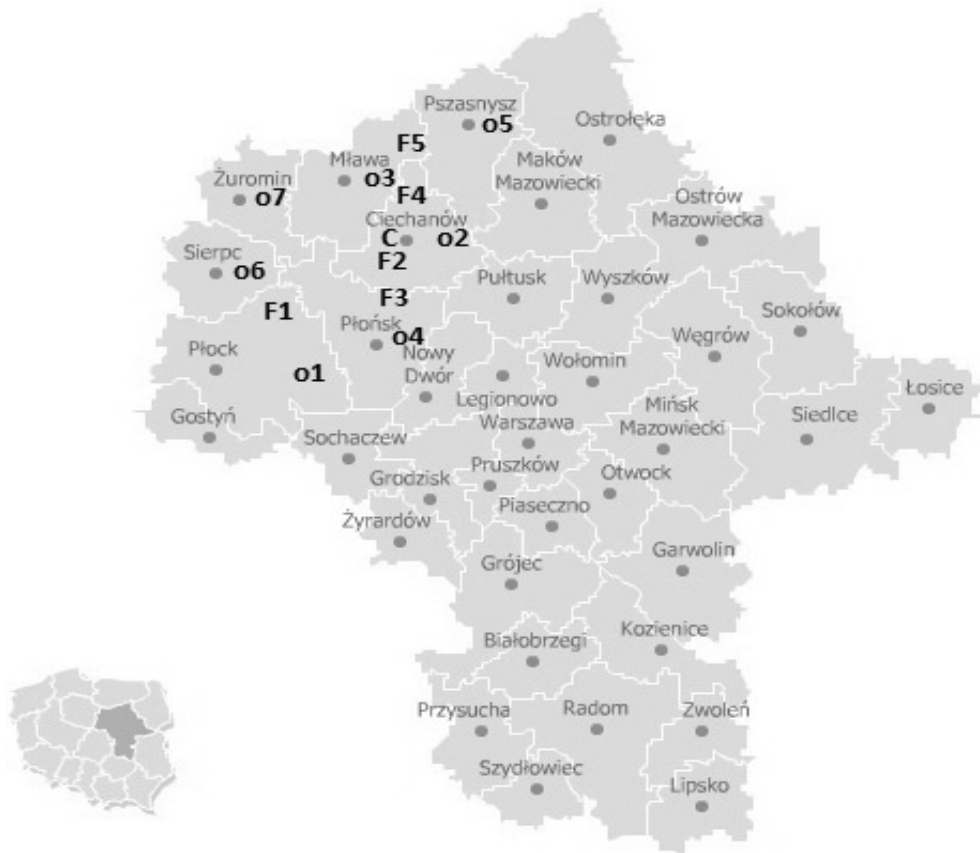 Pszasnysz
o5
Ostrołęka
F5
Mława
o3
Maków
Mazowiecki
Żuromin
o7
F4
Ostrów
Mazowiecka
Ciechanów
C
o2
Sierpc
o6
F2
Pułtusk
Wyszków
F3
F1
Sokołów
Płońsk
o4
Węgrów
Płock
Nowy
Dwór
Wołomin
o1
Legionowo
Mińsk
Mazowiecki
Łosice
Gostyń
Warszawa
Siedlce
Sochaczew
Pruszków
Otwock
Grodzisk
Piaseczno
Żyrardów
Garwolin
Grójec
Kozienice
Białobrzegi
Przysucha
Radom
Zwoleń
Szydłowiec
Lipsko